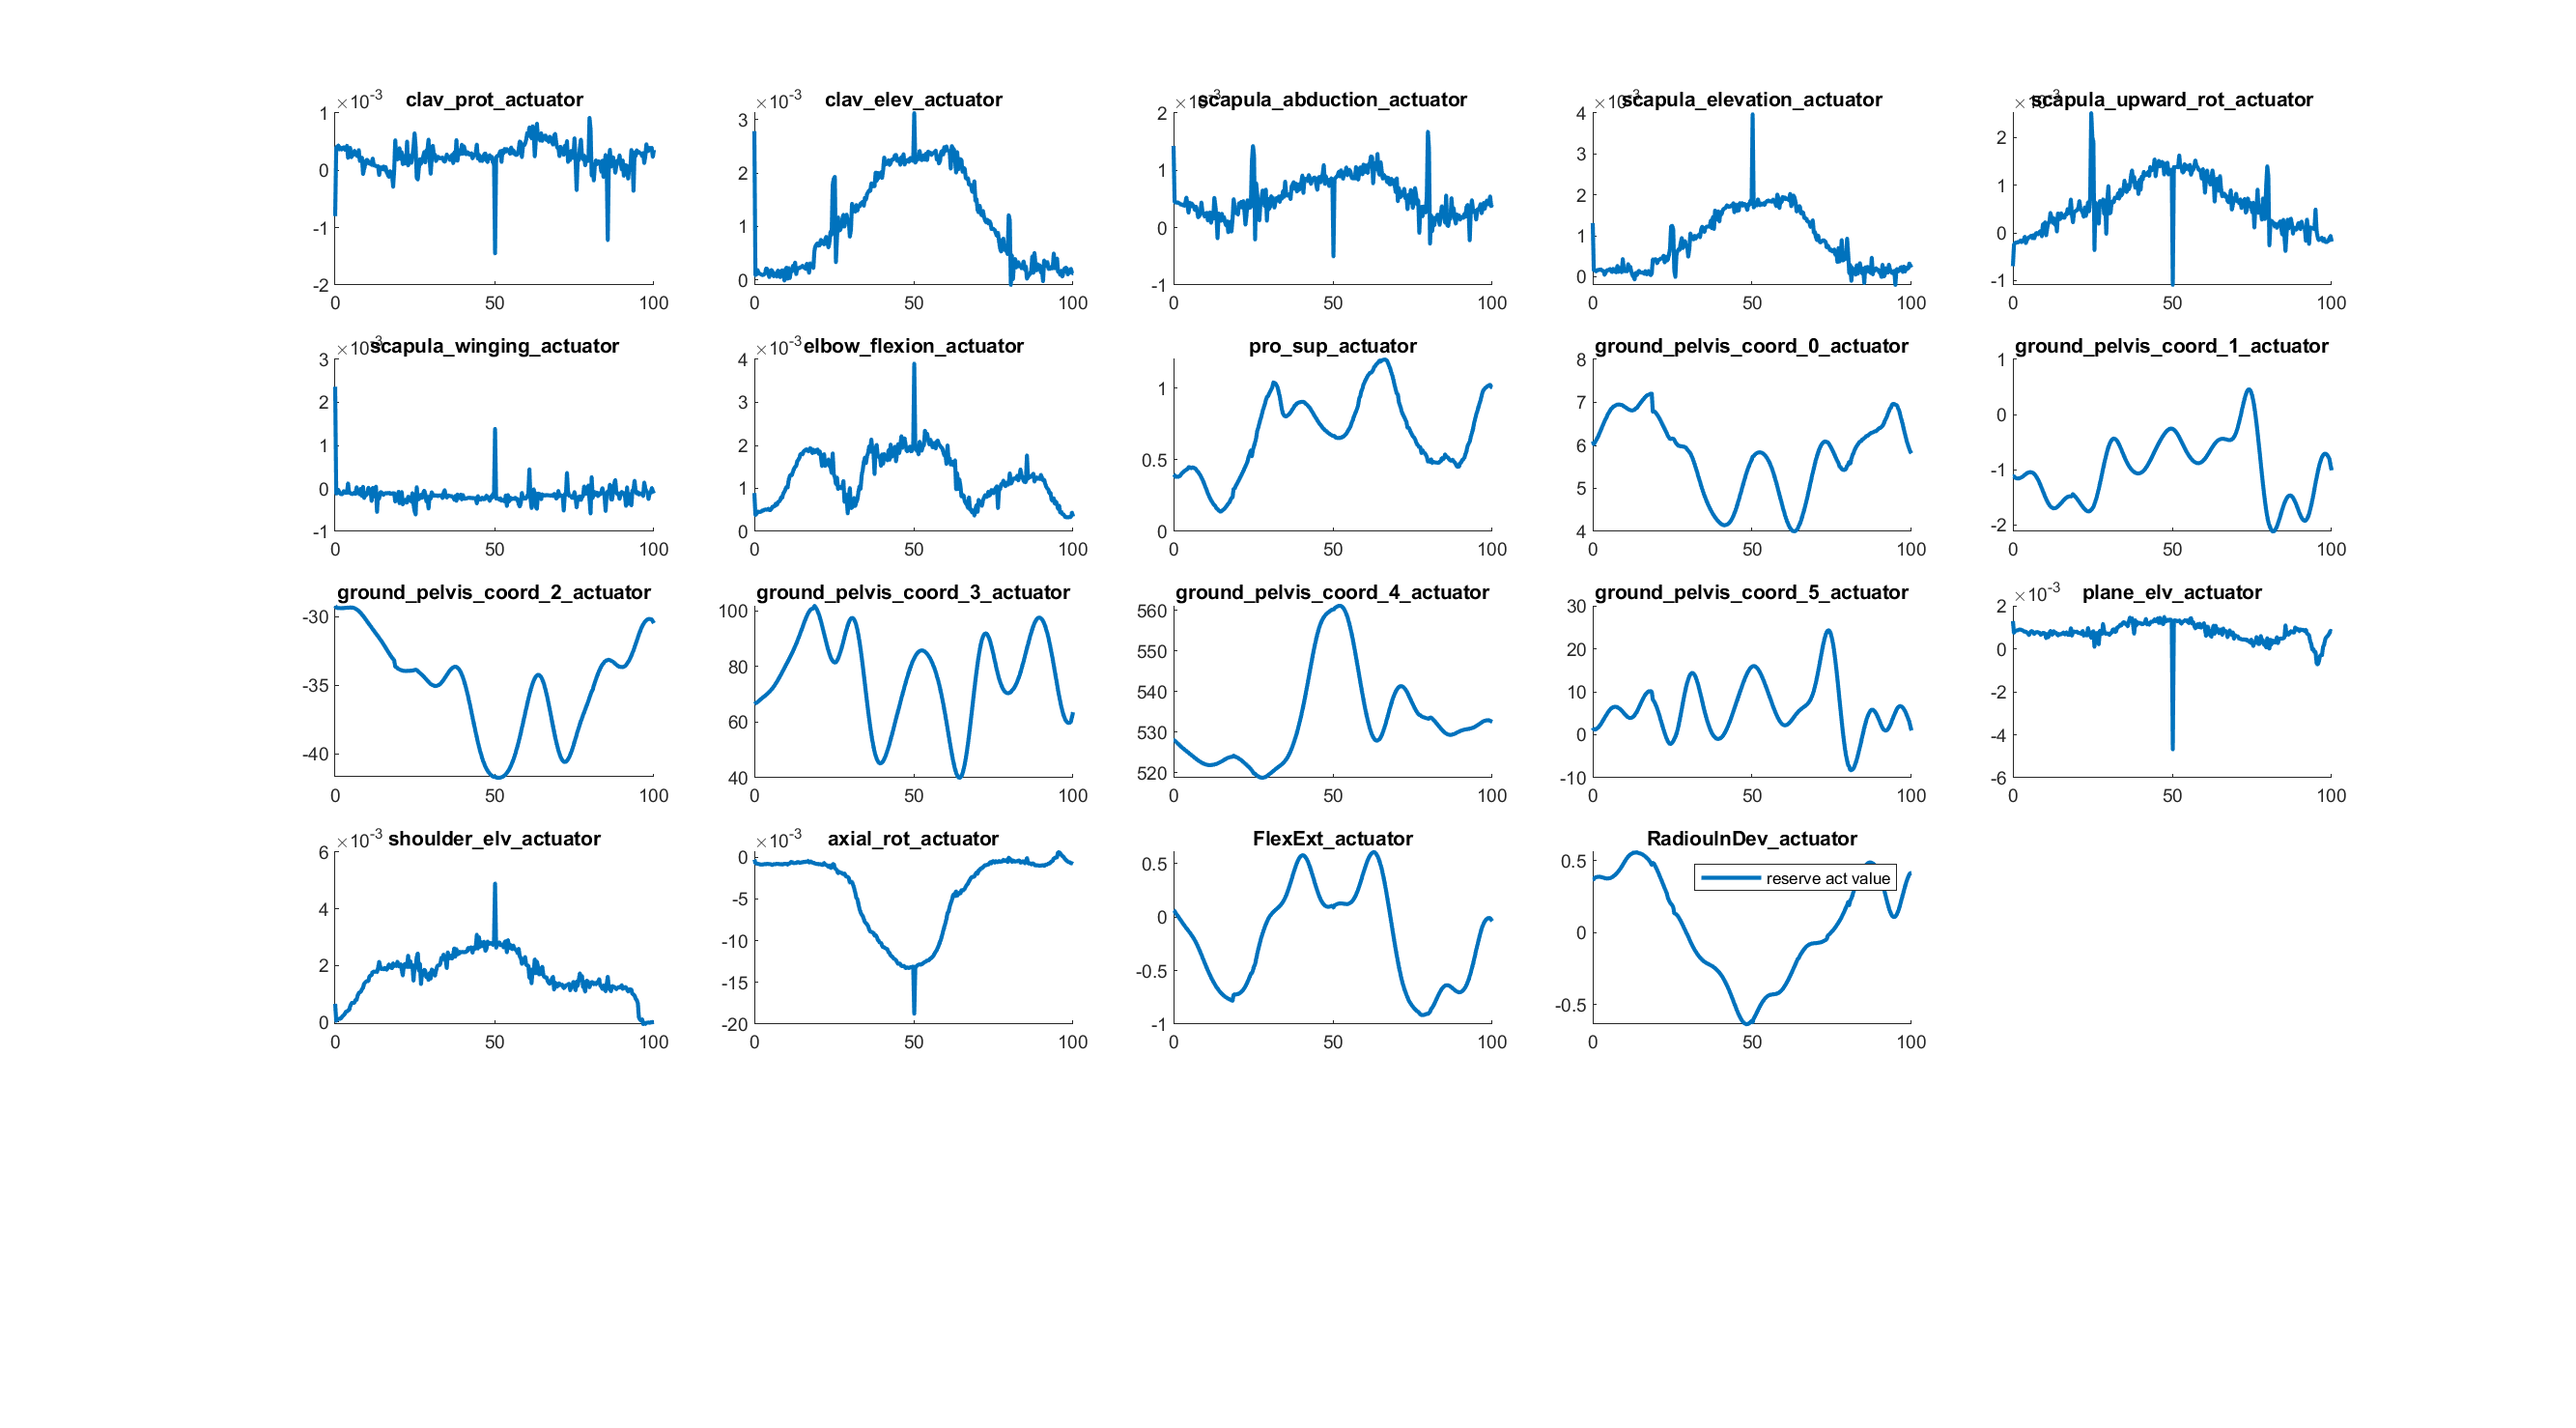 ×10-3 clav_prot_actuator
1
0
-1
-2
0 50 100
×10-3 clav_elev_actuator
3
2
1
0
0 50 100
×10-3 scapula_abduction_actuator
2
1
0
-1
0 50 100
×10-3 scapula_elevation_actuator
4
3
2
1
0
0 50 100
×10-3 scapula_upward_rot_actuator
2
1
0
-1
0 50 100
×10-3 scapula_winging_actuator
3
2
1
0
-1
0 50 100
×10-3 elbow_flexion_actuator
4
3
2
1
0
0 50 100
pro_sup_actuator
1
0.5
0
0 50 100
ground_pelvis_coord_0_actuator
8
7
6
5
4
0 50 100
ground_pelvis_coord_1_actuator
1
0
-1
-2
0 50 100
ground_pelvis_coord_2_actuator
-30
-35
-40
0 50 100
ground_pelvis_coord_3_actuator
100
80
60
40
0 50 100
ground_pelvis_coord_4_actuator
560
550
540
530
520
0 50 100
ground_pelvis_coord_5_actuator
30
20
10
0
-10
0 50 100
×10-3 plane_elv_actuator
2
0
-2
-4
-6
0 50 100
×10-3 shoulder_elv_actuator
6
4
2
0
0 50 100
×10-3 axial_rot_actuator
0
-5
-10
-15
-20
0 50 100
FlexExt_actuator
0.5
0
-0.5
-1
0 50 100
RadioulnDev_actuator
reserve act value
0.5
0
-0.5
0 50 100